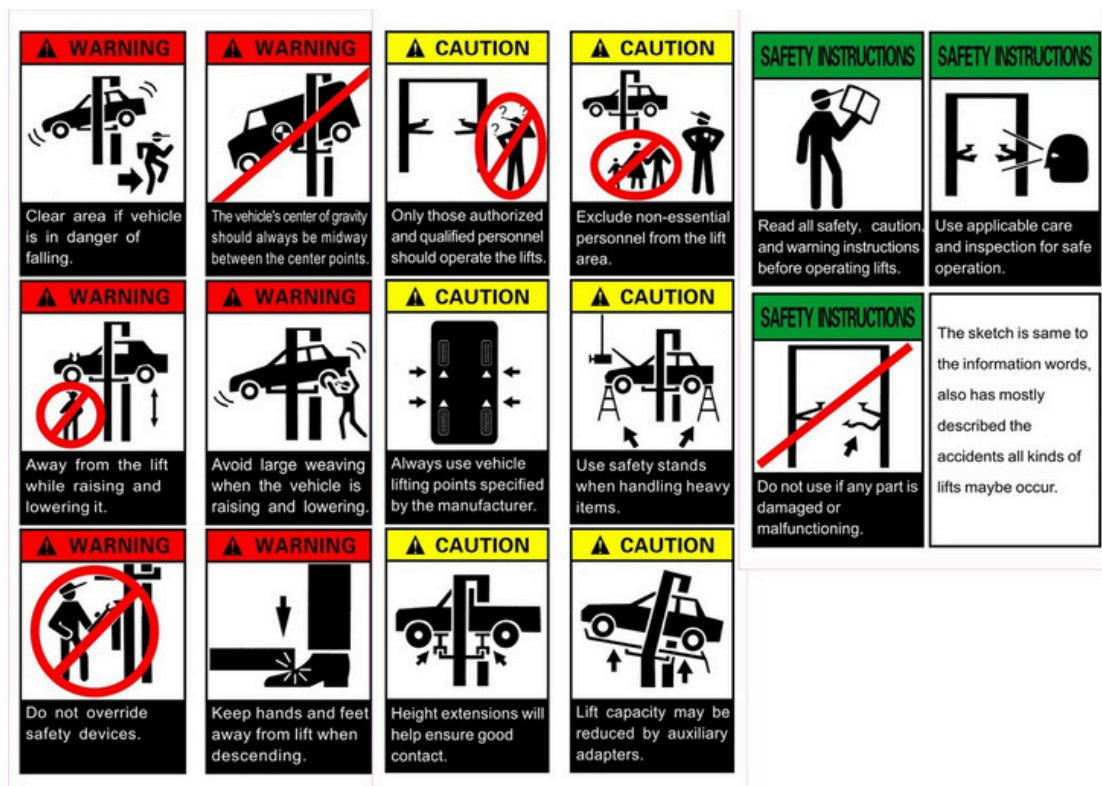 WARNING
Clear area if vehicle
is in danger of
falling.
WARNING
The vehicle's center of gravity
should always be midway
between the center points.
CAUTION
? ?
?
Only those authorized
and qualified personnel
should operate the lifts.
CAUTION
Exclude non-essential
personnel from the lift
area.
SAFETY INSTRUCTIONS
Read all safety, caution,
and warning instructions
before operating lifts.
SAFETY INSTRUCTIONS
Use applicable care
and inspection for safe
operation.
WARNING
Away from the lift
while raising and
lowering it.
WARNING
Avoid large weaving
when the vehicle is
raising and lowering.
CAUTION
Always use vehicle
lifting points specified
by the manufacturer.
CAUTION
Use safety stands
when handling heavy
items.
SAFETY INSTRUCTIONS
Do not use if any part is
damaged or
malfunctioning.
The sketch is same to
the information words,
also has mostly
described the
accidents all kinds of
lifts maybe occur.
WARNING
Do not override
safety devices.
WARNING
Keep hands and feet
away from lift when
descending.
CAUTION
Height extensions will
help ensure good
contact.
CAUTION
Lift capacity may be
reduced by auxiliary
adapters.